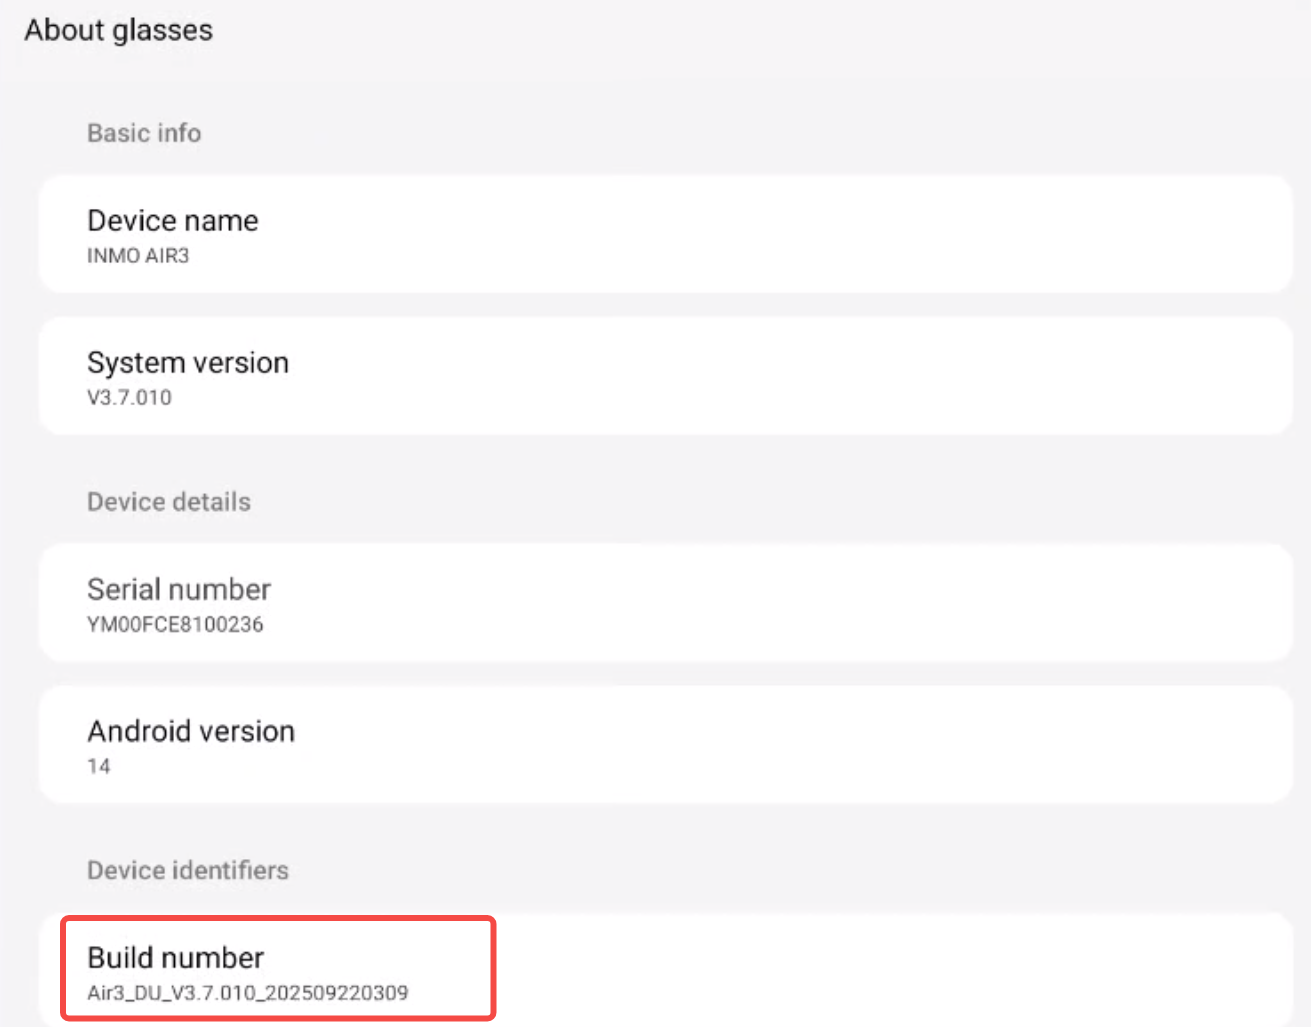 About glasses
Basic info
Device name
INMO AIR3
System version
V3.7.010
Device details
Serial number
YM00FCE8100236
Android version
14
Device identifiers
Build number
Air3_DU_V3.7.010_202509220309